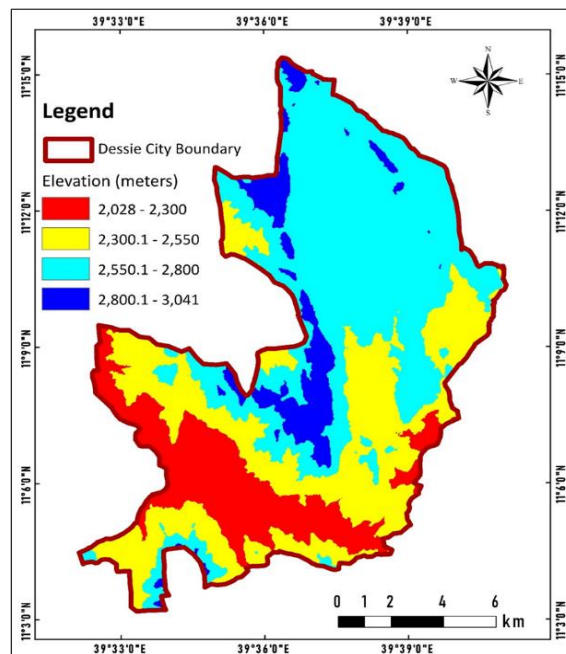 39°33'0"E 39°36'0"E 39°39'0"E
11°15'0"N 11°15'0"N
N
W E
S
Legend
Dessie City Boundary
Elevation (meters)
2,028 - 2,300
2,300.1 - 2,550
2,550.1 - 2,800
2,800.1 - 3,041
11°12'0"N 11°12'0"N
11°9'0"N 11°9'0"N
11°6'0"N 11°6'0"N
11°3'0"N 11°3'0"N
0 1 2 4 6
km
39°33'0"E 39°36'0"E 39°39'0"E